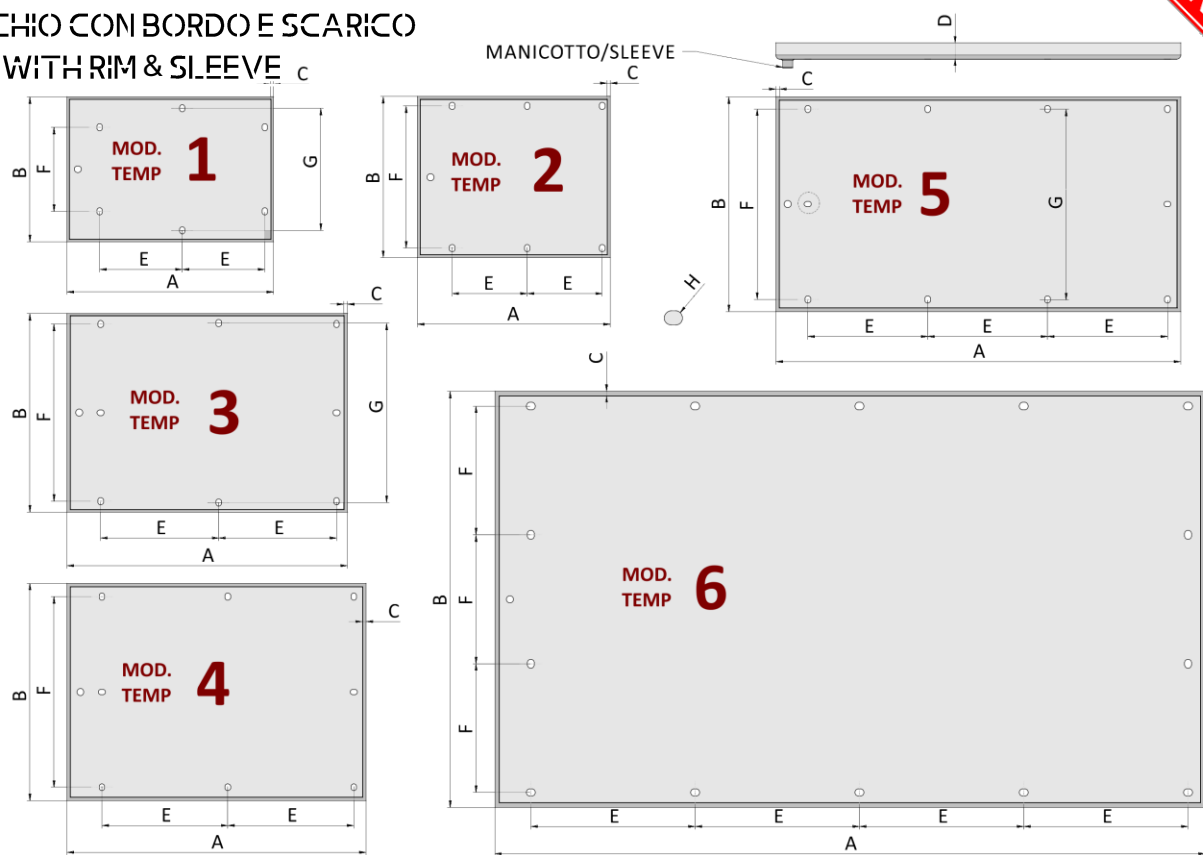 CHIO CON BORDO E SCARICO
WITH RIM & SLEEVE
MANICOTTO/SLEEVE
D
C
B
F
MOD.
TEMP 1
G
E E
A
C
B
F
MOD.
TEMP 2
E E
A
C
B
F
MOD.
TEMP 5
G
E E E
A
H
C
B
F
MOD.
TEMP 3
G
E E
A
C
B
F
MOD.
TEMP 4
E E
A
C
B
F
F
F
MOD.
TEMP 6
E E E E
A